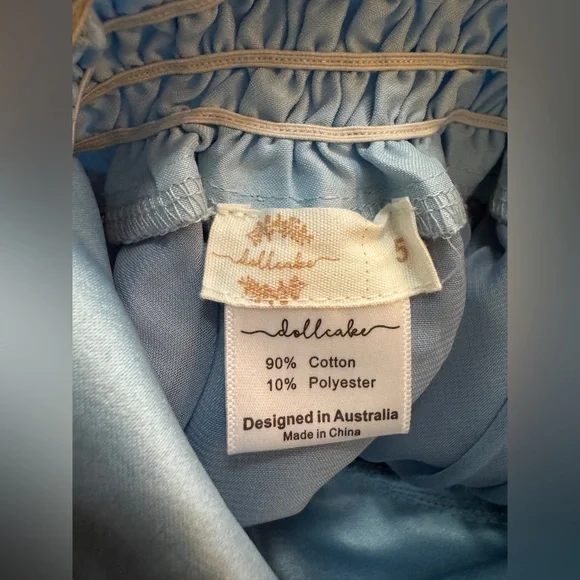 dollcake
5
dollcake
90% Cotton
10% Polyester
Designed in Australia
Made in China